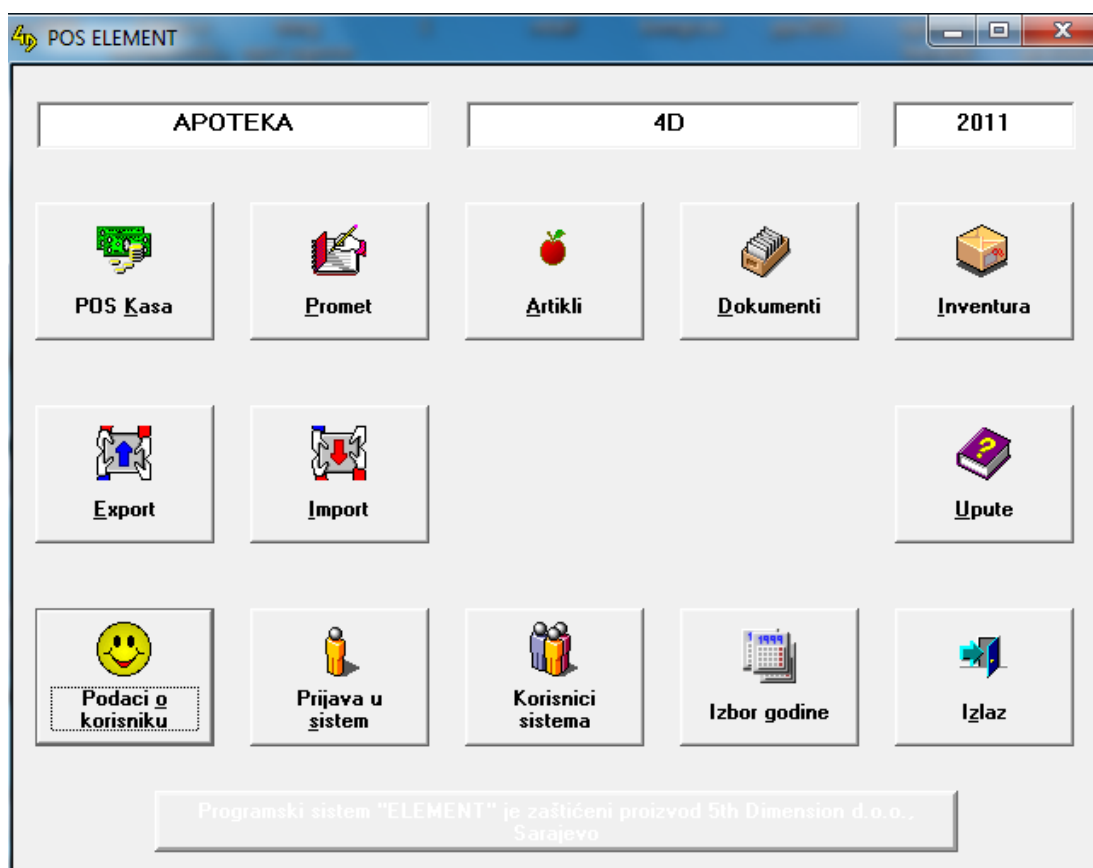 POS ELEMENT
APOTEKA
4D
2011
POS Kasa
Promet
Artikli
Dokumenti
Inventura
Export
Import
Upute
Podaci o
korisniku
Prijava u
sistem
Korisnici
sistema
1999
Izbor godine
Izlaz
Programski sistem "ELEMENT" je zaštićeni proizvod 5th Dimension d.o.o.,
Sarajevo